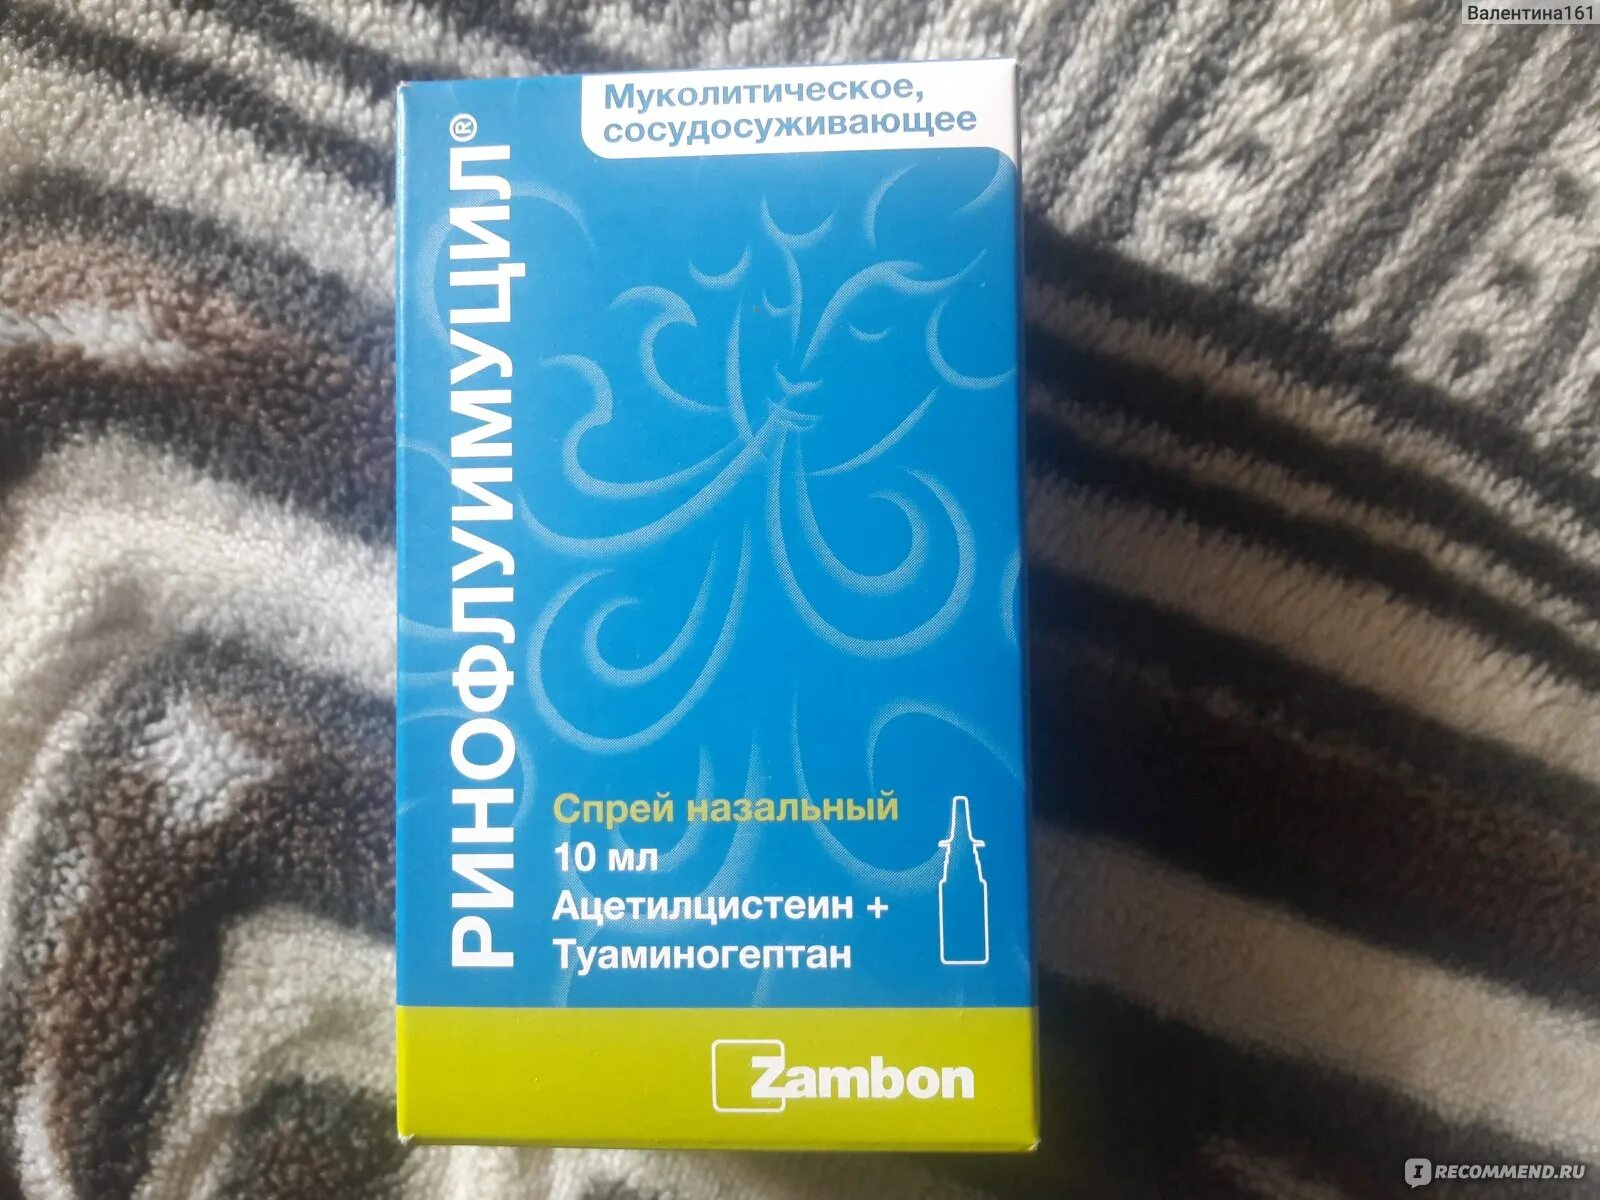 Валентина161
Муколитическое,
сосудосуживающее
РИНОФЛУИМУЦИЛ®
Спрей назальный
10 мл
Ацетилцистеин +
Туаминогептан
Zambon
I RECOMMEND.RU